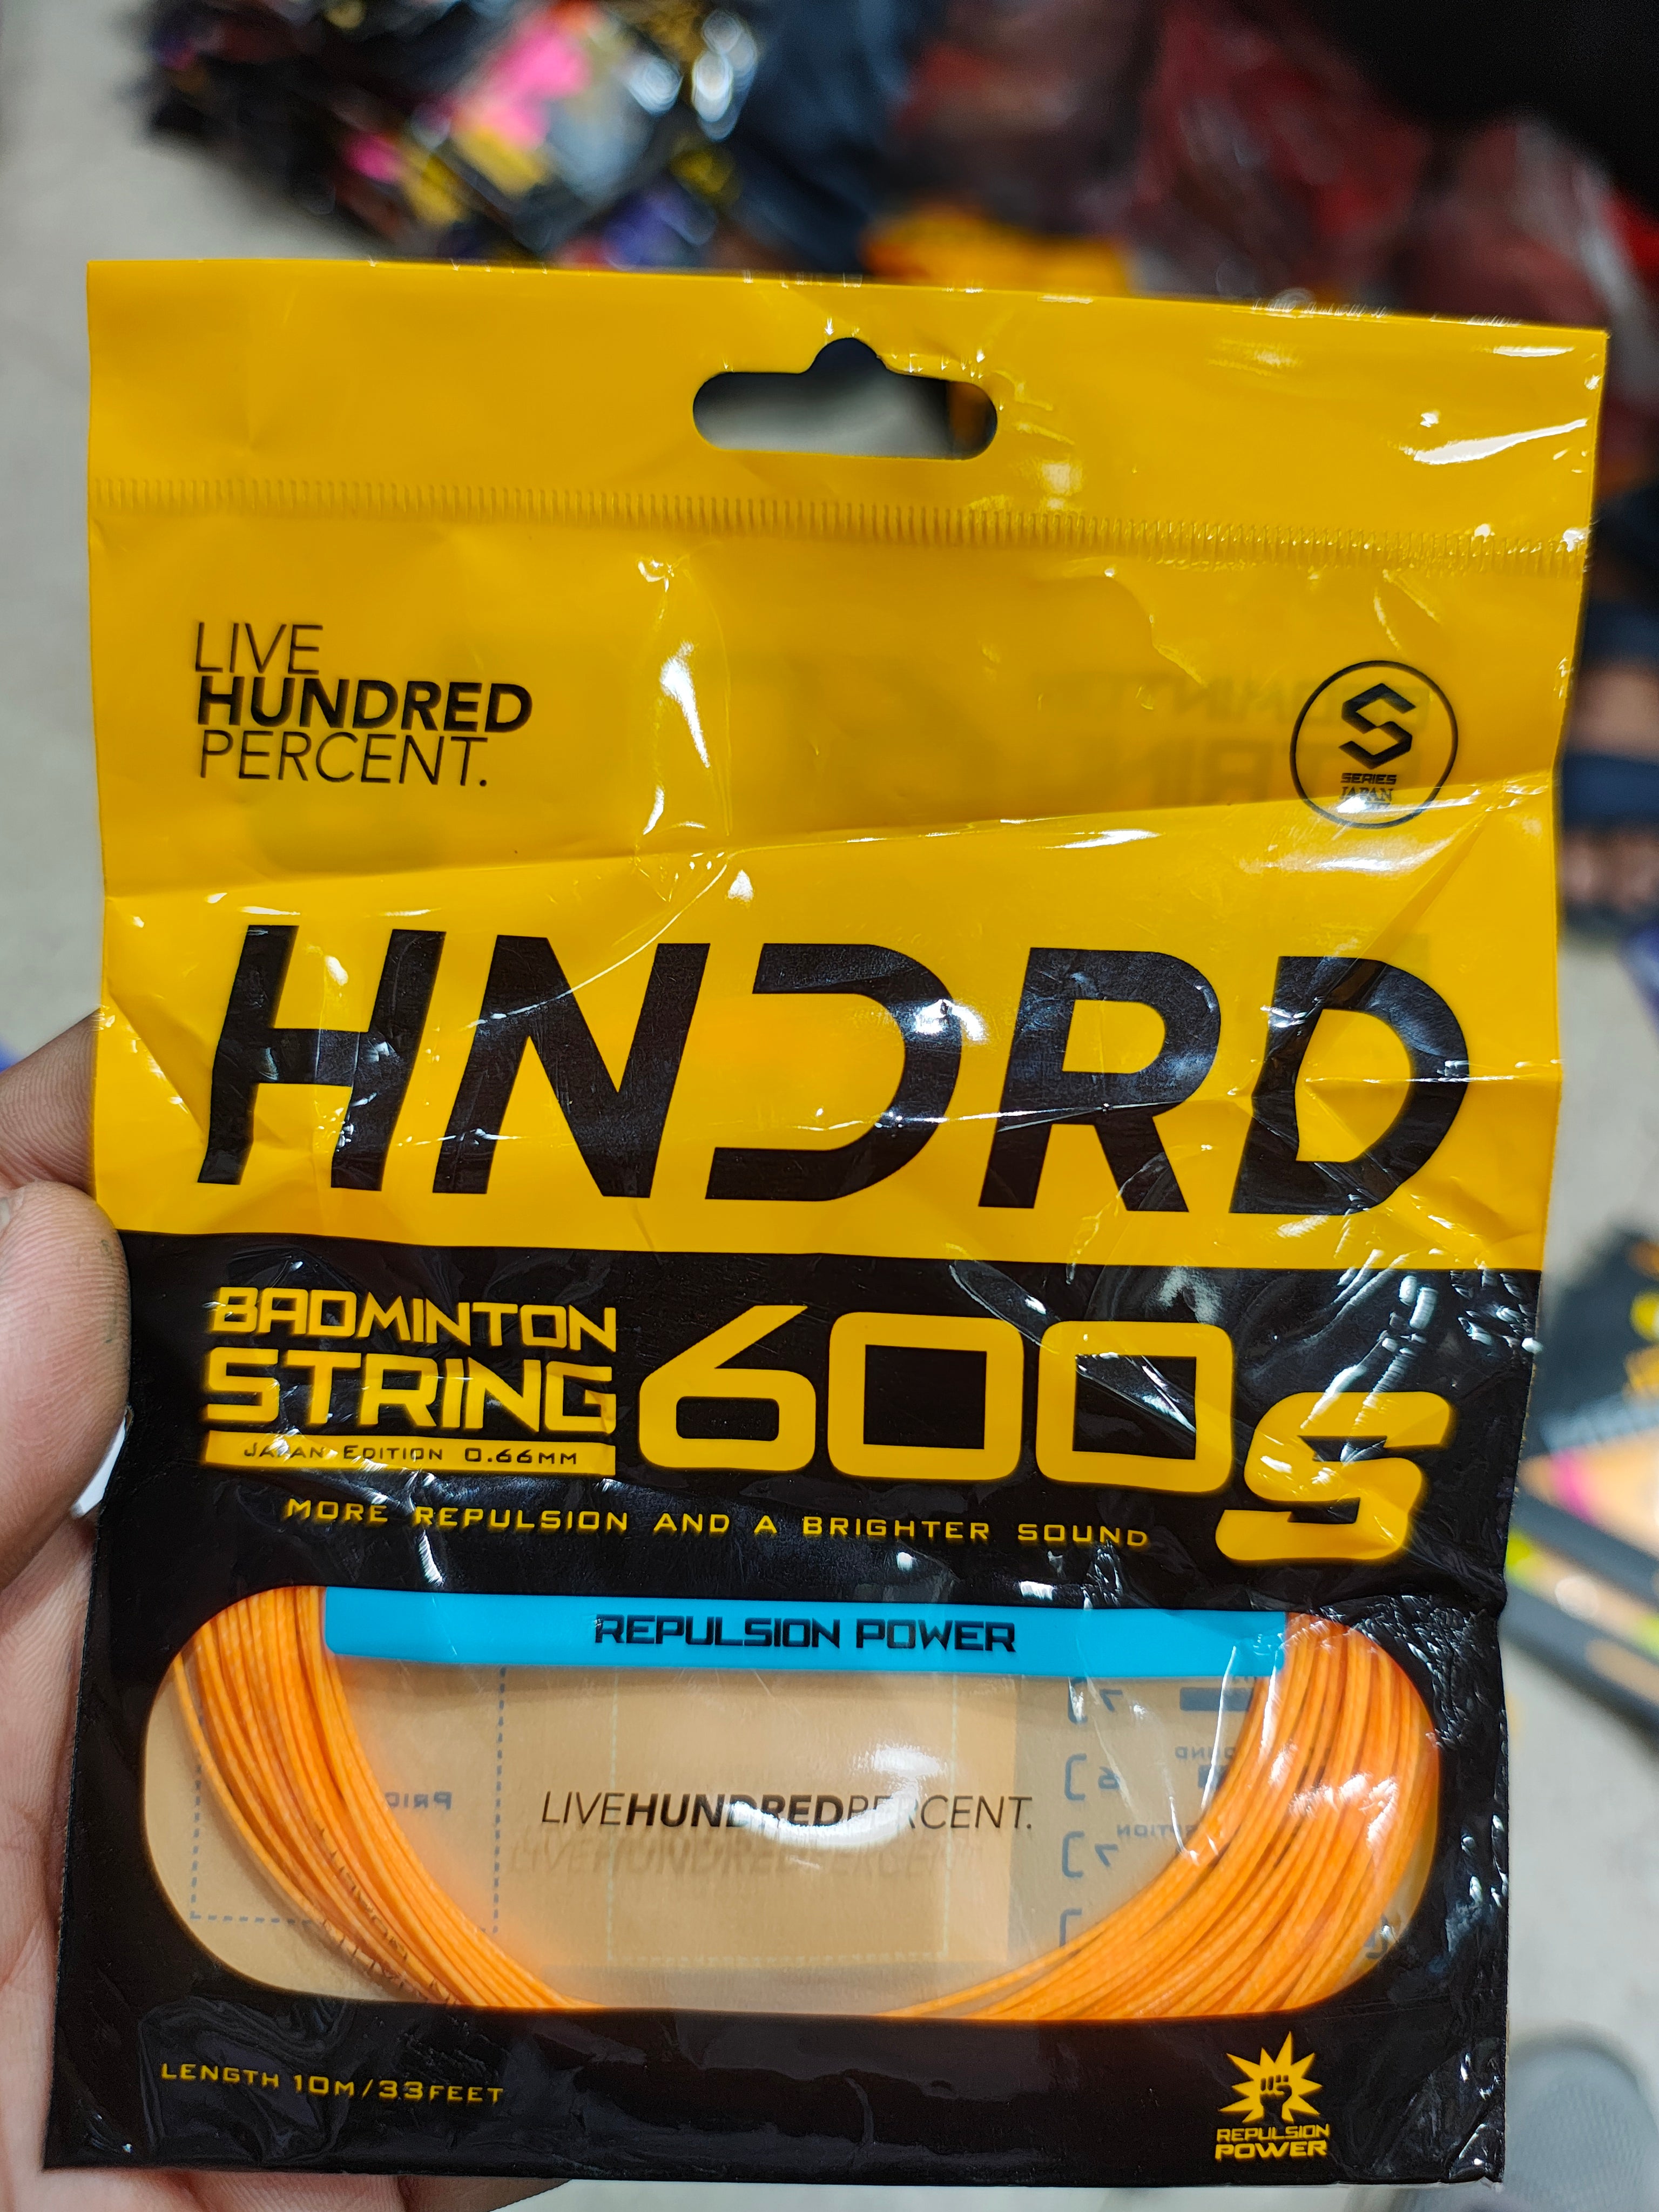 LIVE
HUNDRED
PERCENT.
S
SERIES
JAPAN
HNDRD
BADMINTON
STRING
600S
JAPAN EDITION 0.66MM
MORE REPULSION AND A BRIGHTER SOUND
REPULSION POWER
LIVEHUNDREDPERCENT.
LENGTH 10M/33FEET
REPULSION
POWER